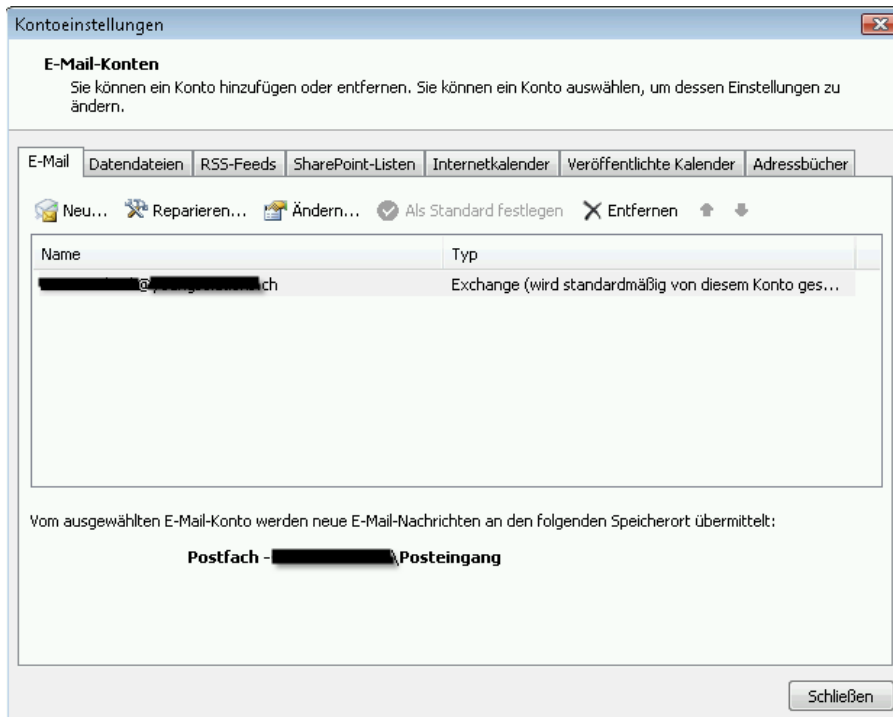 Kontoeinstellungen
E-Mail-Konten
Sie können ein Konto hinzufügen oder entfernen. Sie können ein Konto auswählen, um dessen Einstellungen zu
ändern.
E-Mail Datendateien RSS-Feeds SharePoint-Listen Internetkalender Veröffentlichte Kalender Adressbücher
Neu... Reparieren... Ändern... Als Standard festlegen Entfernen
Name Typ
@ .ch Exchange (wird standardmäßig von diesem Konto ges...
Vom ausgewählten E-Mail-Konto werden neue E-Mail-Nachrichten an den folgenden Speicherort übermittelt:
Postfach - \Posteingang
Schließen